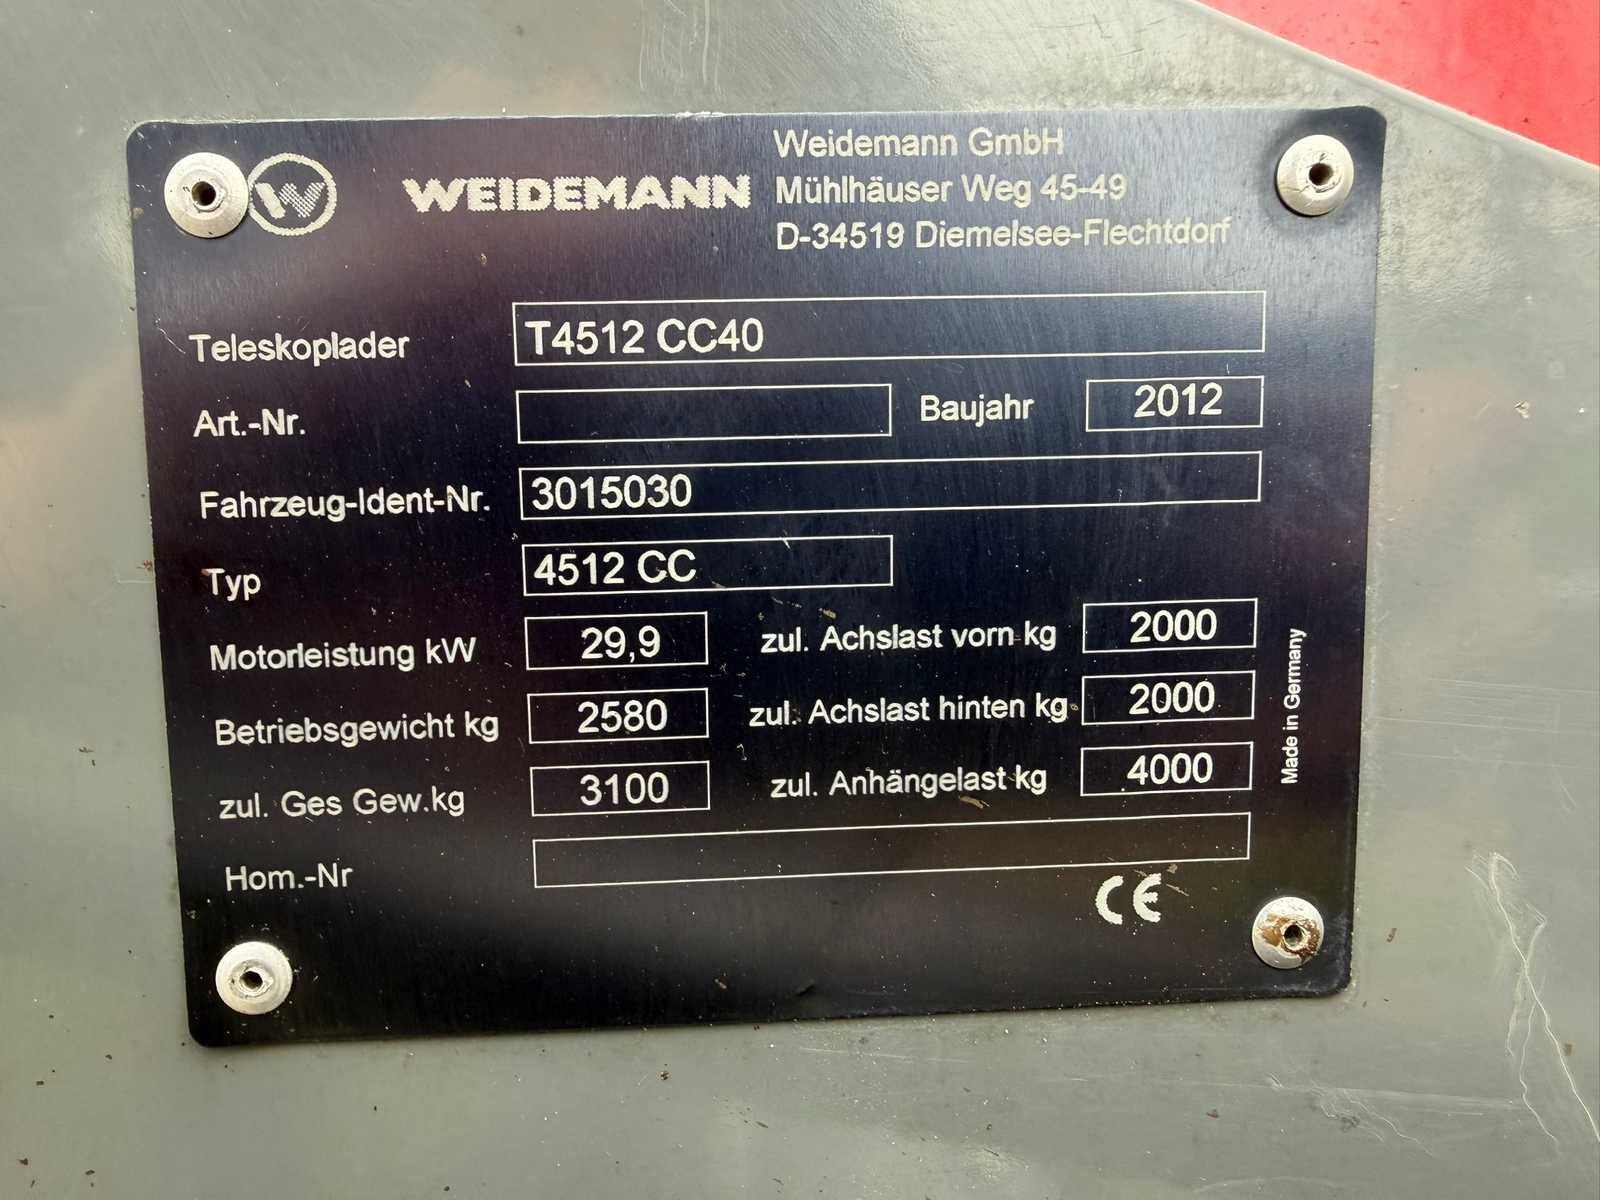 W WEIDEMANN
Weidemann GmbH
Mühlhäuser Weg 45-49
D-34519 Diemelsee-Flechtdorf
Teleskoplader T4512 CC40
Art.-Nr. Baujahr 2012
Fahrzeug-Ident-Nr. 3015030
Typ 4512 CC
Motorleistung kW 29,9 zul. Achslast vorn kg 2000
Betriebsgewicht kg 2580 zul. Achslast hinten kg 2000
zul. Ges Gew.kg 3100 zul. Anhängelast kg 4000
Hom.-Nr
Made in Germany
CE